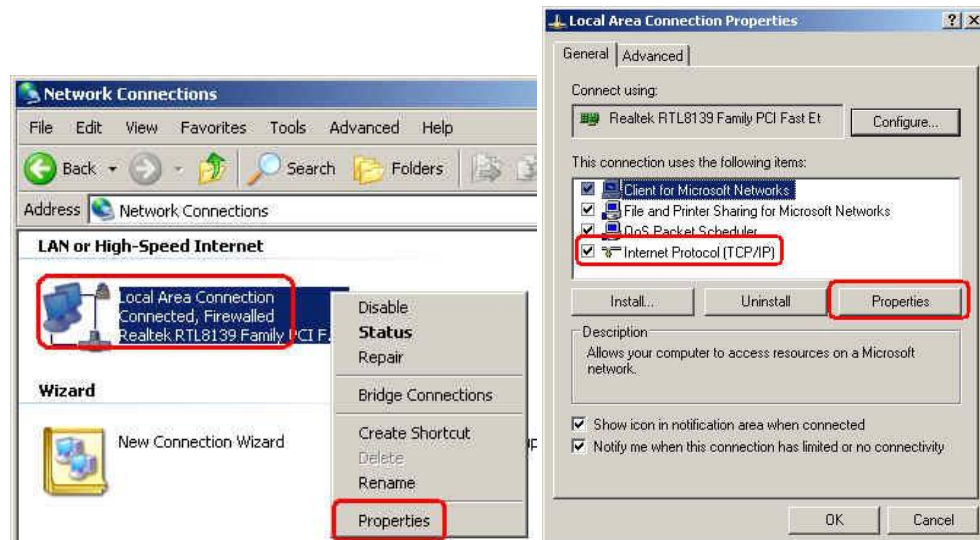 Network Connections
File Edit View Favorites Tools Advanced Help
Back Search Folders
Address Network Connections
LAN or High-Speed Internet
Local Area Connection
Connected, Firewalled
Realtek RTL8139 Family PCI F
Wizard
New Connection Wizard
Disable
Status
Repair
Bridge Connections
Create Shortcut
Delete
Rename
Properties
Local Area Connection Properties
General Advanced
Connect using:
Realtek RTL8139 Family PCI Fast Et
Configure...
This connection uses the following items:
Client for Microsoft Networks
File and Printer Sharing for Microsoft Networks
QoS Packet Scheduler
Internet Protocol (TCP/IP)
Install... Uninstall Properties
Description
Allows your computer to access resources on a Microsoft
network.
Show icon in notification area when connected
Notify me when this connection has limited or no connectivity
OK Cancel